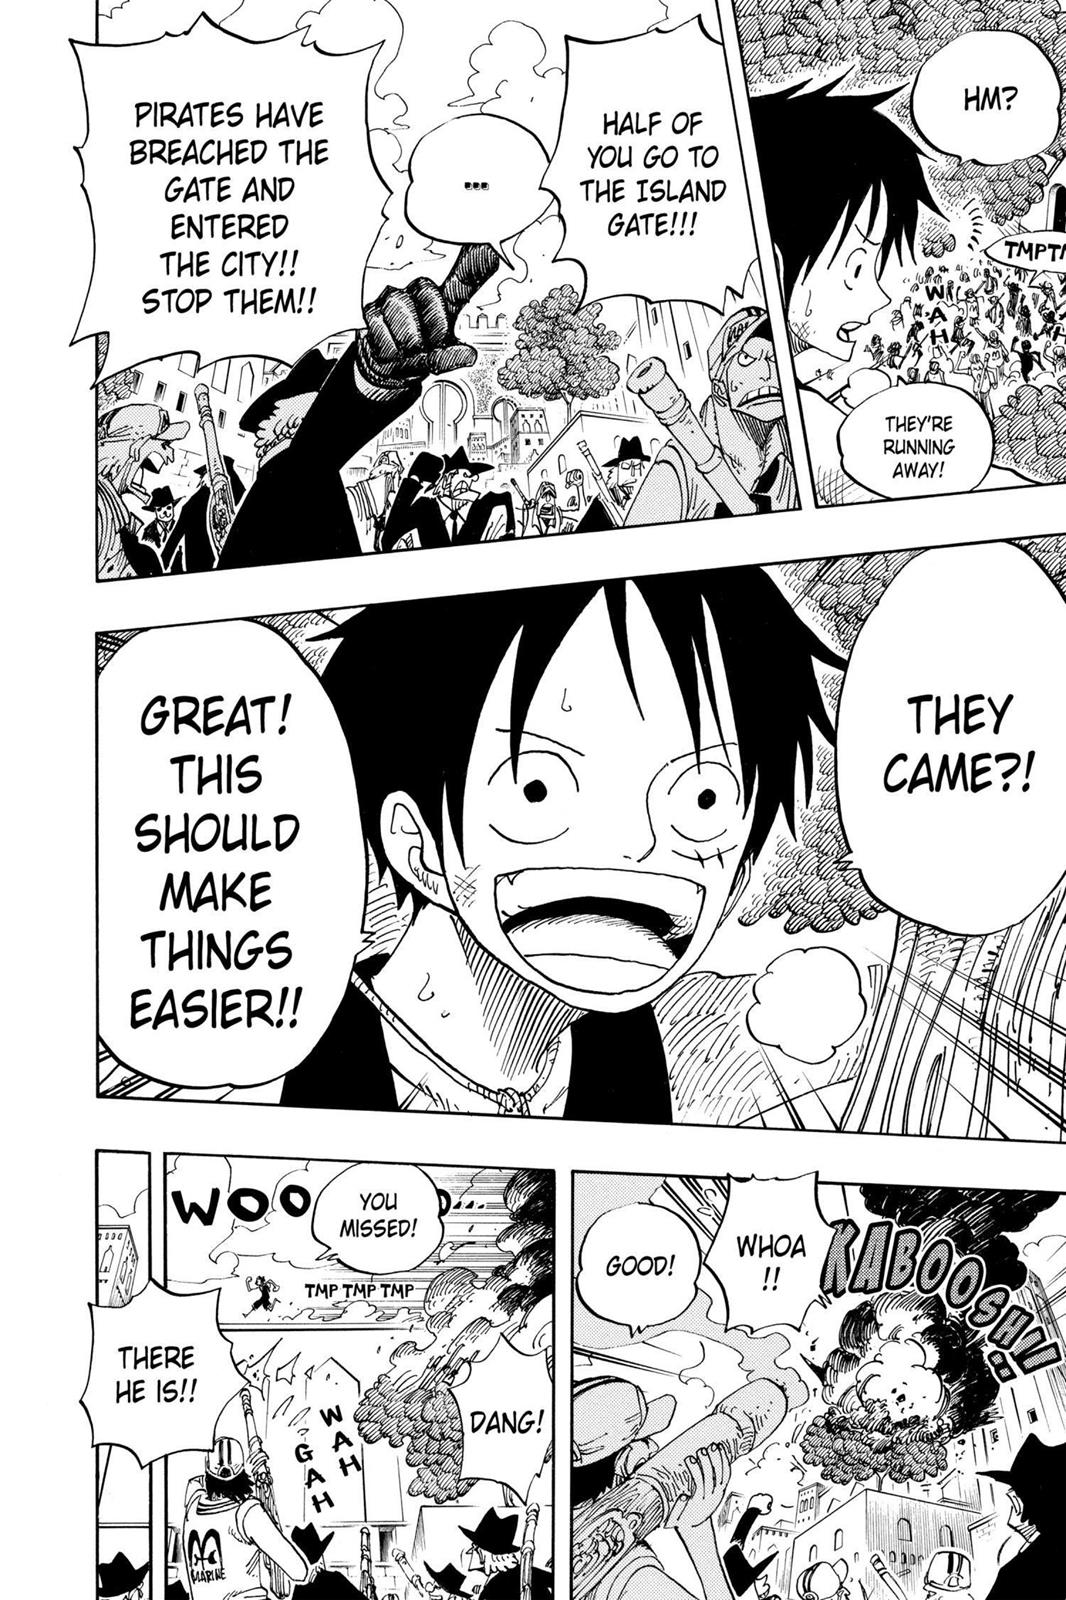 HM?
TMPTM
WAH
THEY'RE
RUNNING
AWAY!
HALF OF
YOU GO TO
THE ISLAND
GATE!!!
...
PIRATES HAVE
BREACHED THE
GATE AND
ENTERED
THE CITY!!
STOP THEM!!
THEY
CAME?!
GREAT!
THIS
SHOULD
MAKE
THINGS
EASIER!!
KABOOSH!!
WHOA
!!
GOOD!
WOO
YOU
MISSED!
TMP TMP TMP
DANG!
WAH
GAH
THERE
HE IS!!
MARINE